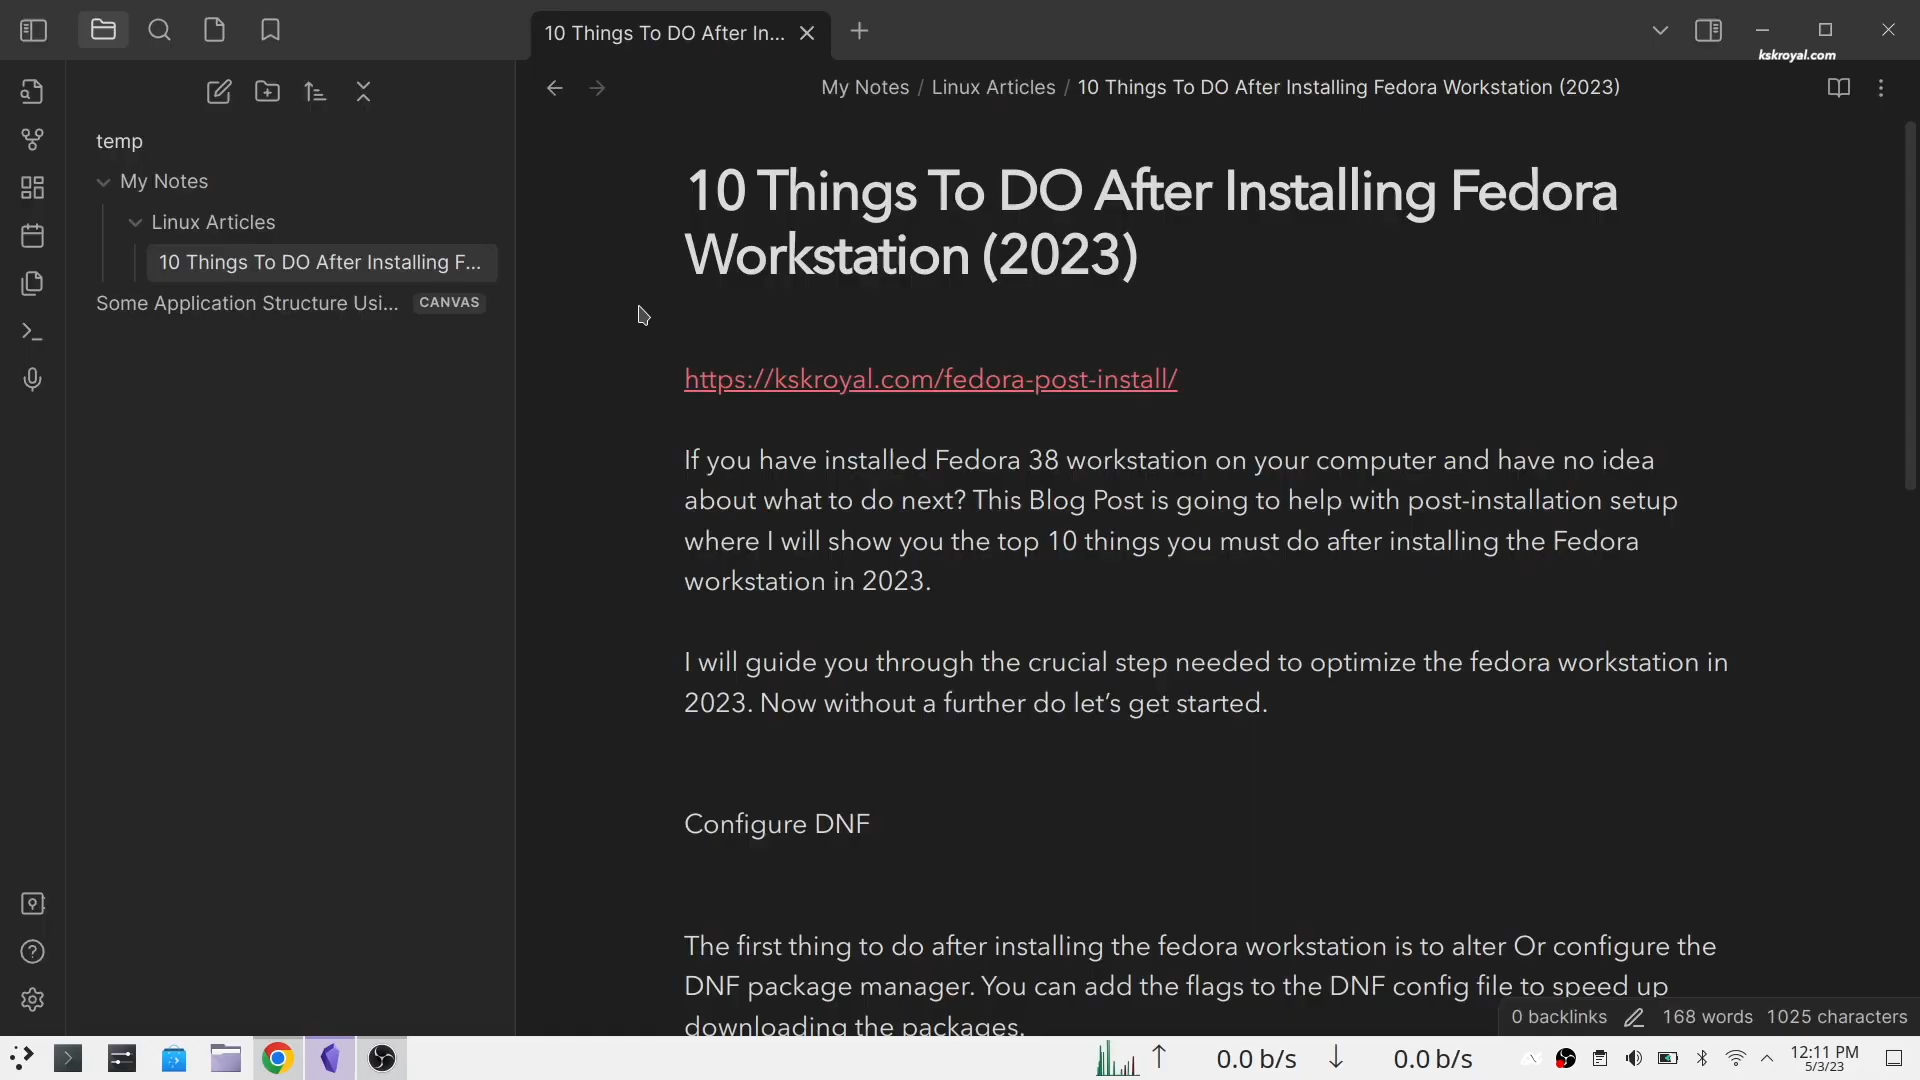 10 Things To DO After In...
kskroyal.com
My Notes / Linux Articles / 10 Things To DO After Installing Fedora Workstation (2023)
temp
My Notes
Linux Articles
10 Things To DO After Installing F...
Some Application Structure Usi... CANVAS
10 Things To DO After Installing Fedora
Workstation (2023)
https://kskroyal.com/fedora-post-install/
If you have installed Fedora 38 workstation on your computer and have no idea
about what to do next? This Blog Post is going to help with post-installation setup
where I will show you the top 10 things you must do after installing the Fedora
workstation in 2023.
I will guide you through the crucial step needed to optimize the fedora workstation in
2023. Now without a further do let’s get started.
Configure DNF
The first thing to do after installing the fedora workstation is to alter Or configure the
DNF package manager. You can add the flags to the DNF config file to speed up
downloading the packages.
0 backlinks 168 words 1025 characters
0.0 b/s 0.0 b/s
12:11 PM
5/3/23